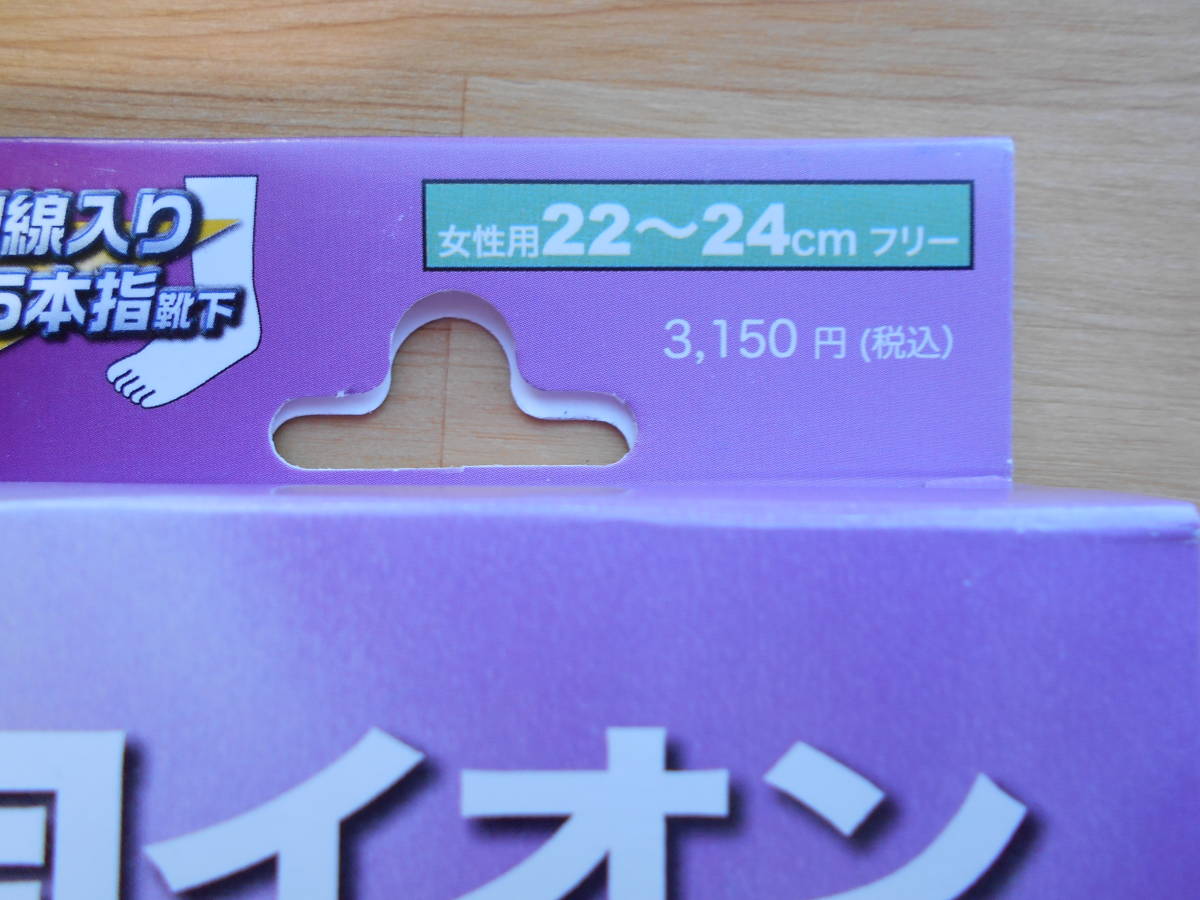 線入り
5本指靴下
女性用22〜24cm フリー
3,150 円 (税込)
イオン